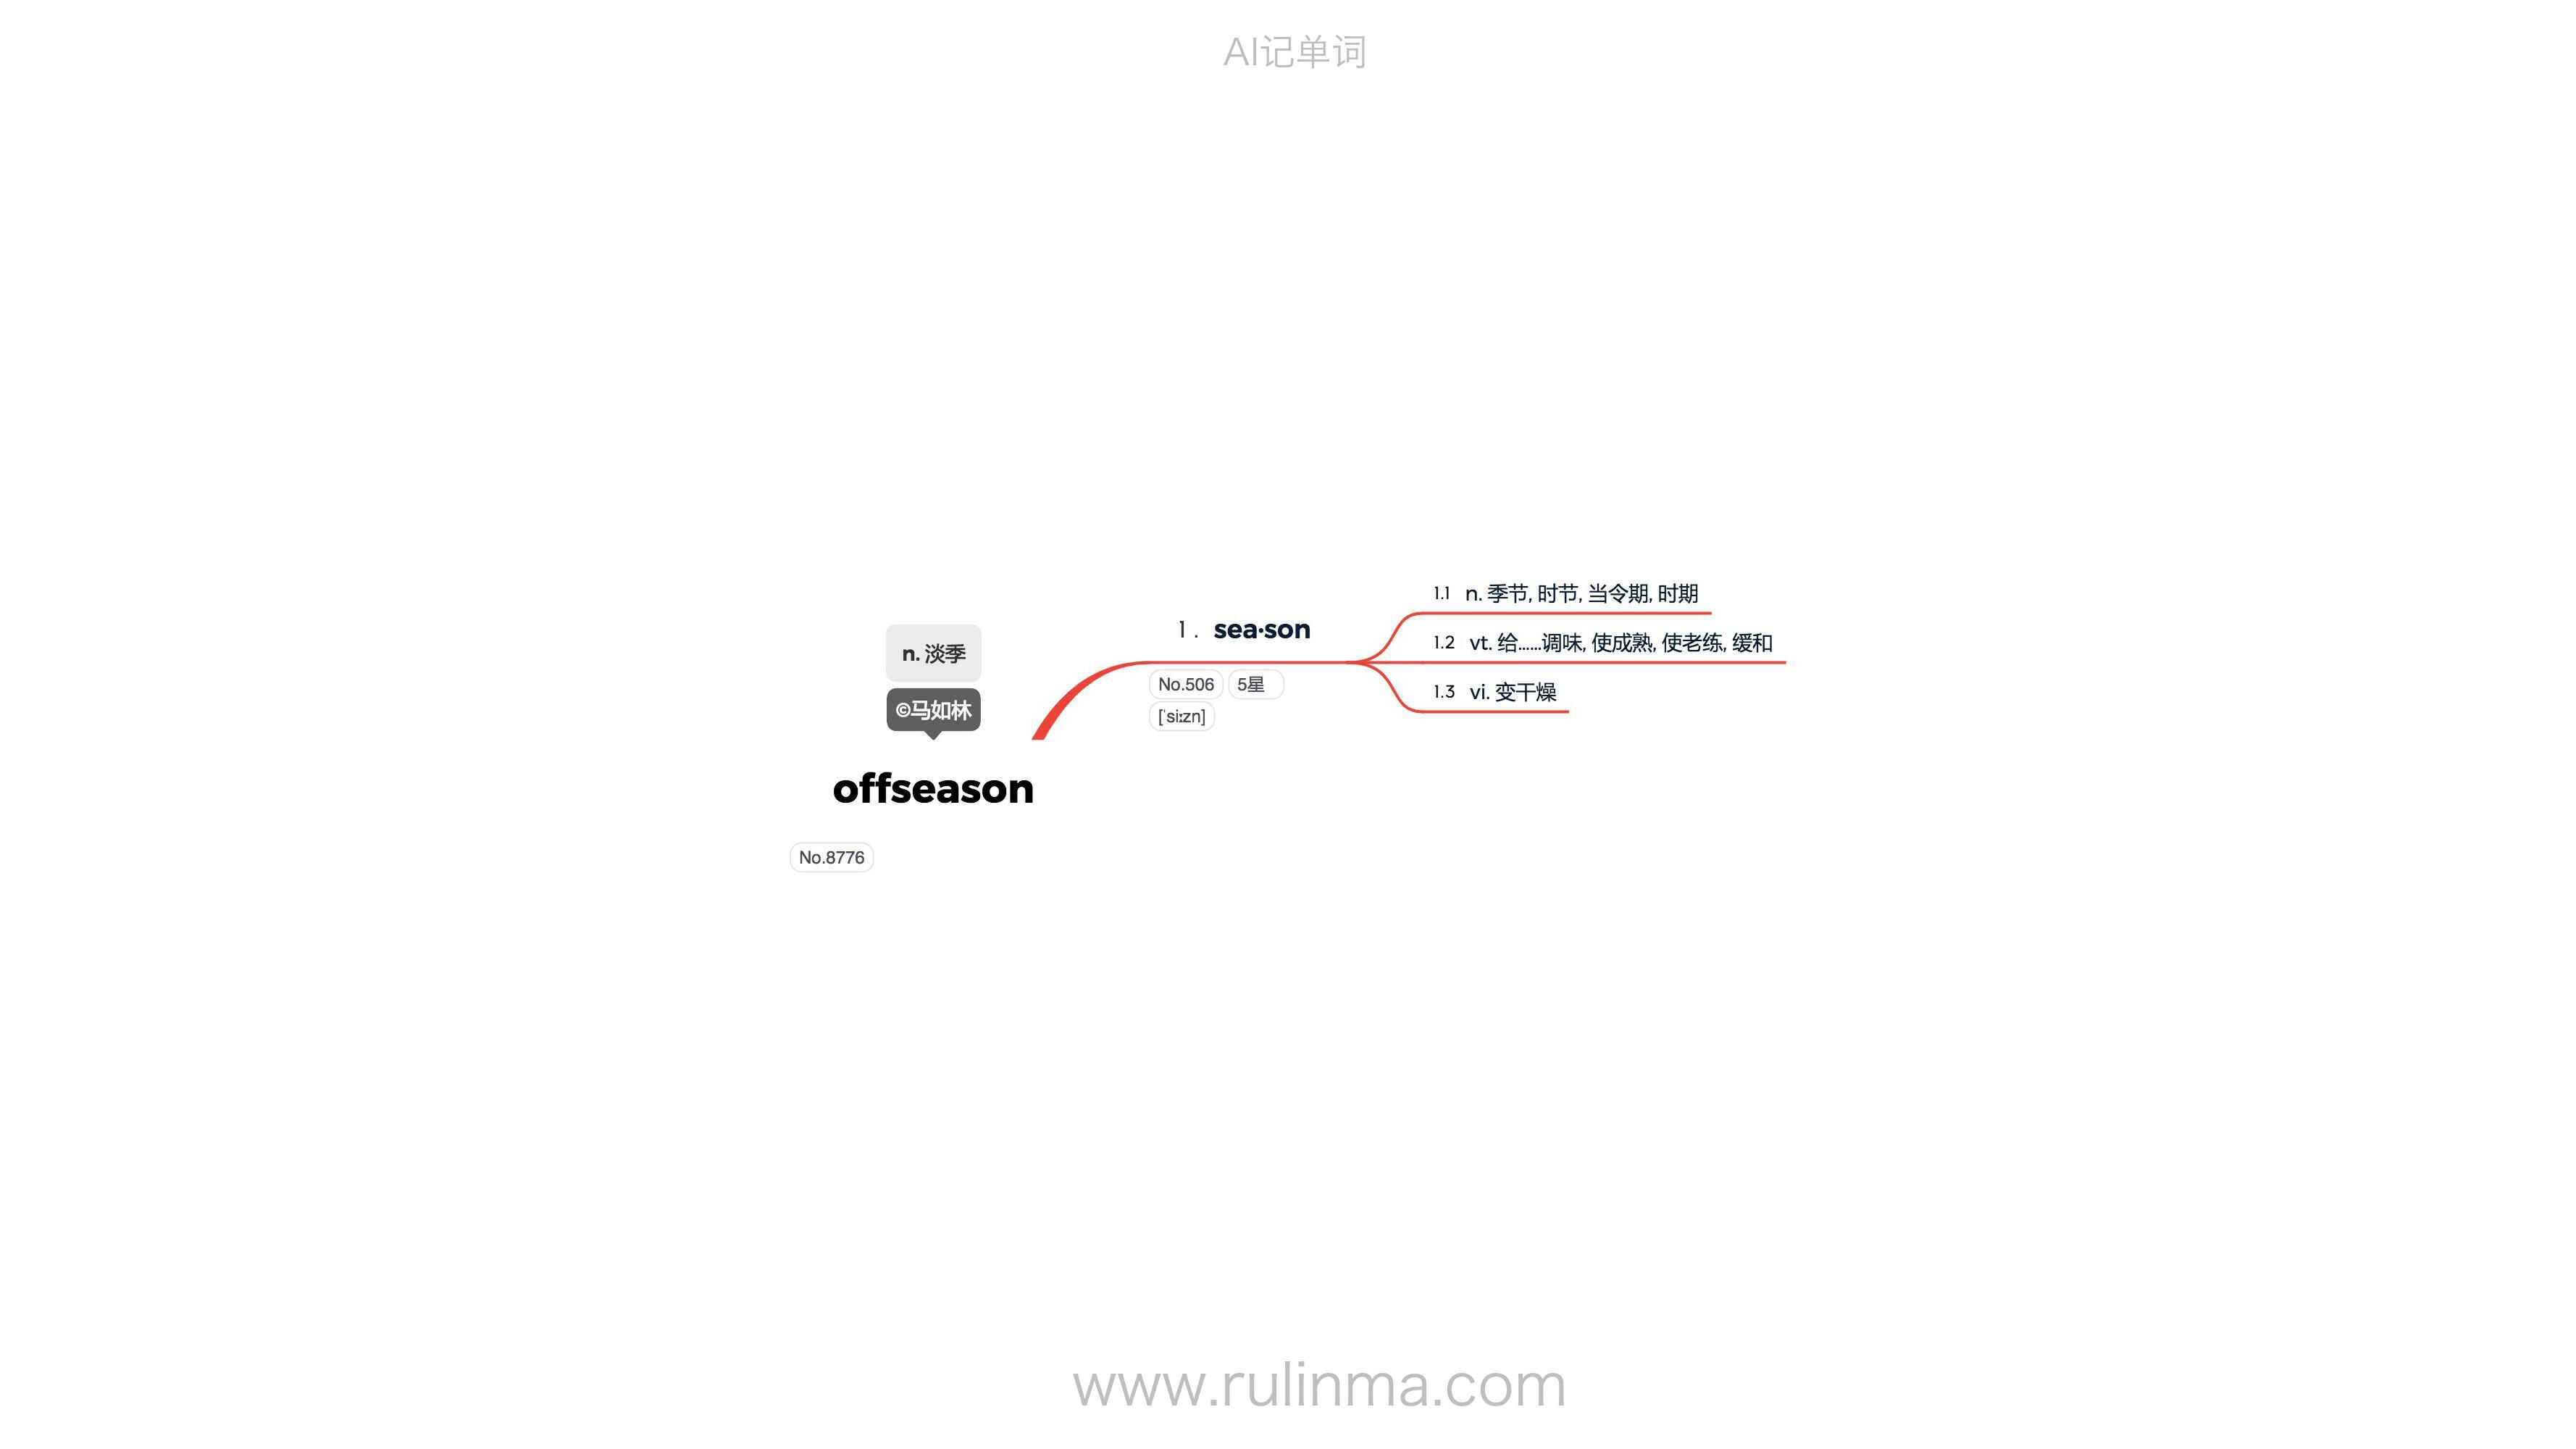 AI记单词
n. 淡季
©马如林
offseason
No.8776
1. sea·son
No.506 5星
[ˈsiːzn]
1.1 n. 季节, 时节, 当令期, 时期
1.2 vt. 给……调味, 使成熟, 使老练, 缓和
1.3 vi. 变干燥
www.rulinma.com